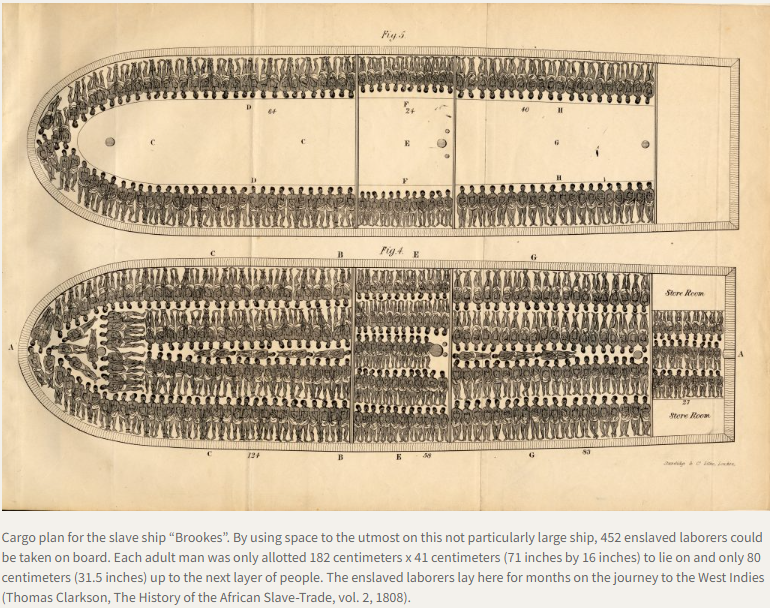 Fig.5
D 64 F 24 40 H
C C E G
D F H 1
C B Fig.4. E G
Store Room
A A
27
Store Room
C 124 B E 58 G 83
Cargo plan for the slave ship “Brookes”. By using space to the utmost on this not particularly large ship, 452 enslaved laborers could
be taken on board. Each adult man was only allotted 182 centimeters x 41 centimeters (71 inches by 16 inches) to lie on and only 80
centimeters (31.5 inches) up to the next layer of people. The enslaved laborers lay here for months on the journey to the West Indies
(Thomas Clarkson, The History of the African Slave-Trade, vol. 2, 1808).